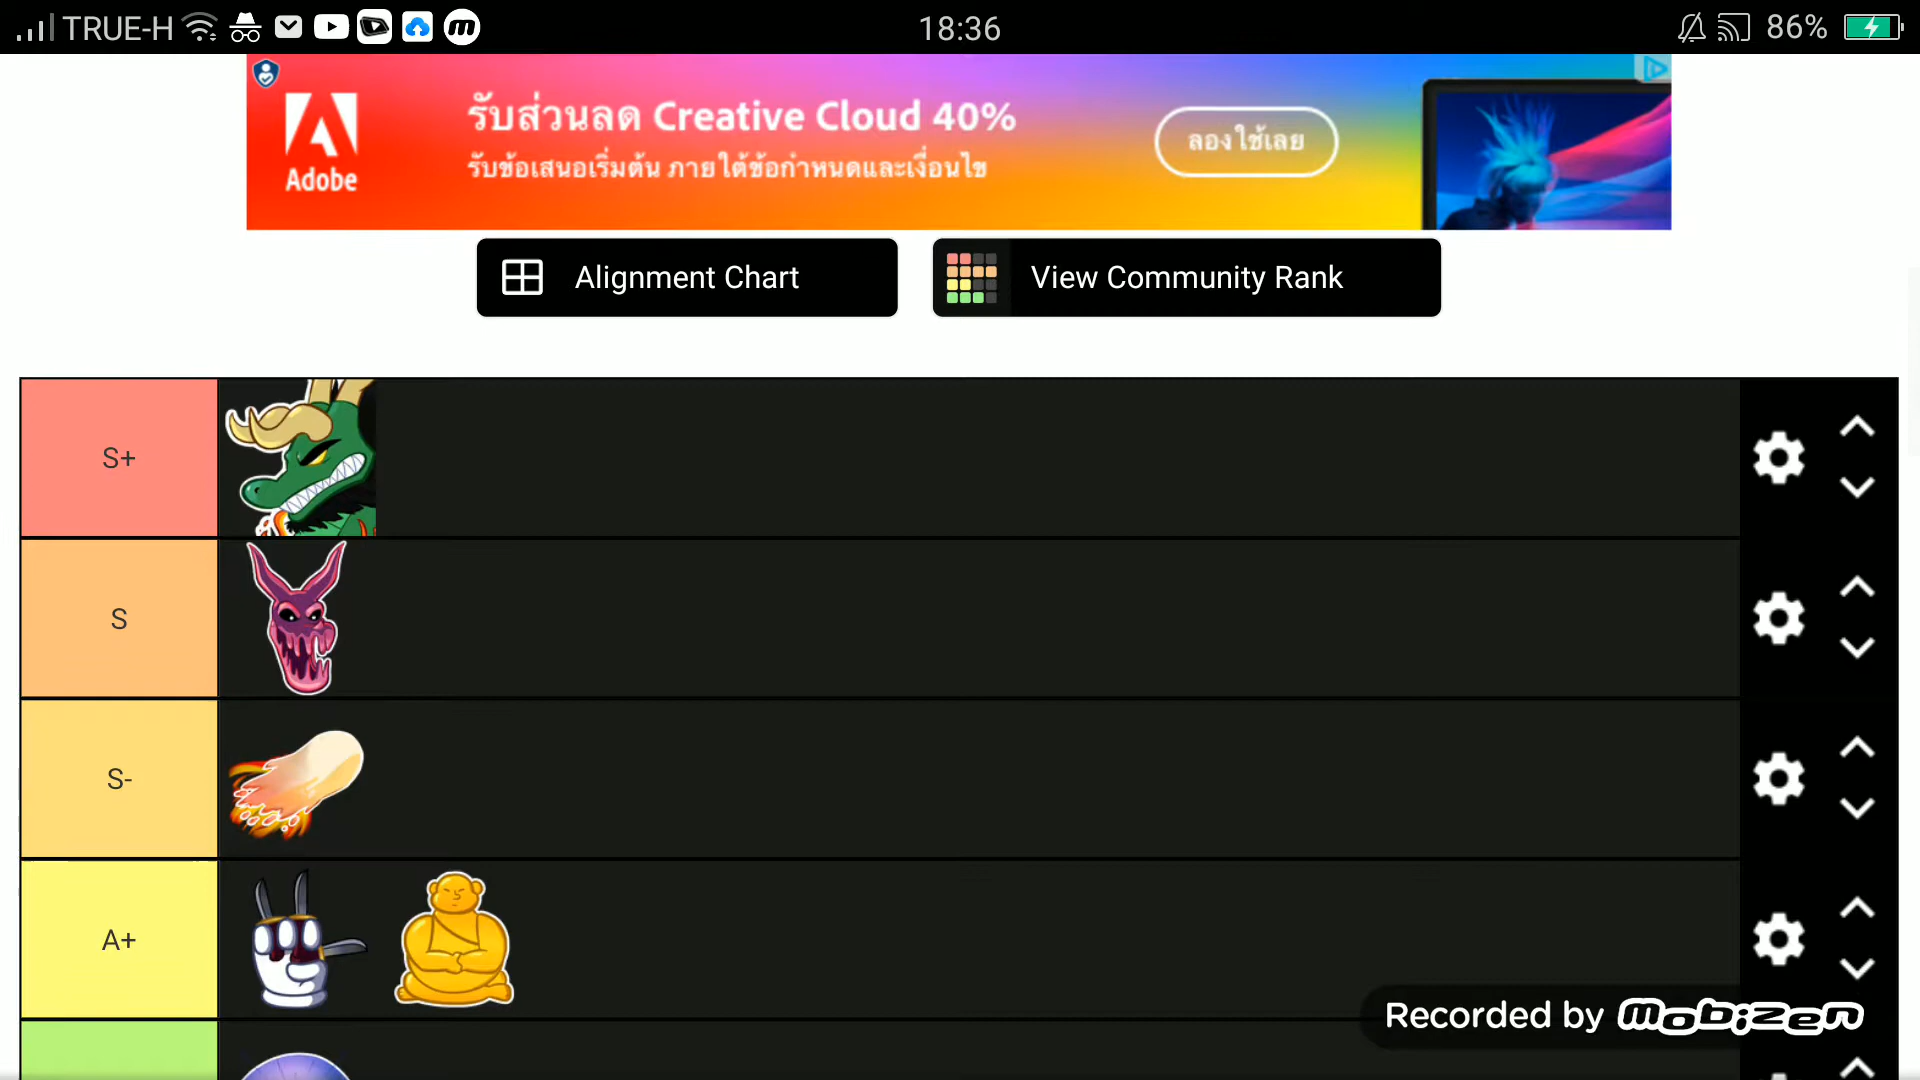 TRUE-H
18:36
86%
รับส่วนลด Creative Cloud 40%
รับข้อเสนอเริ่มต้น ภายใต้ข้อกำหนดและเงื่อนไข
Adobe
ลองใช้เลย
Alignment Chart
View Community Rank
S+
S
S-
A+
Recorded by mobizen